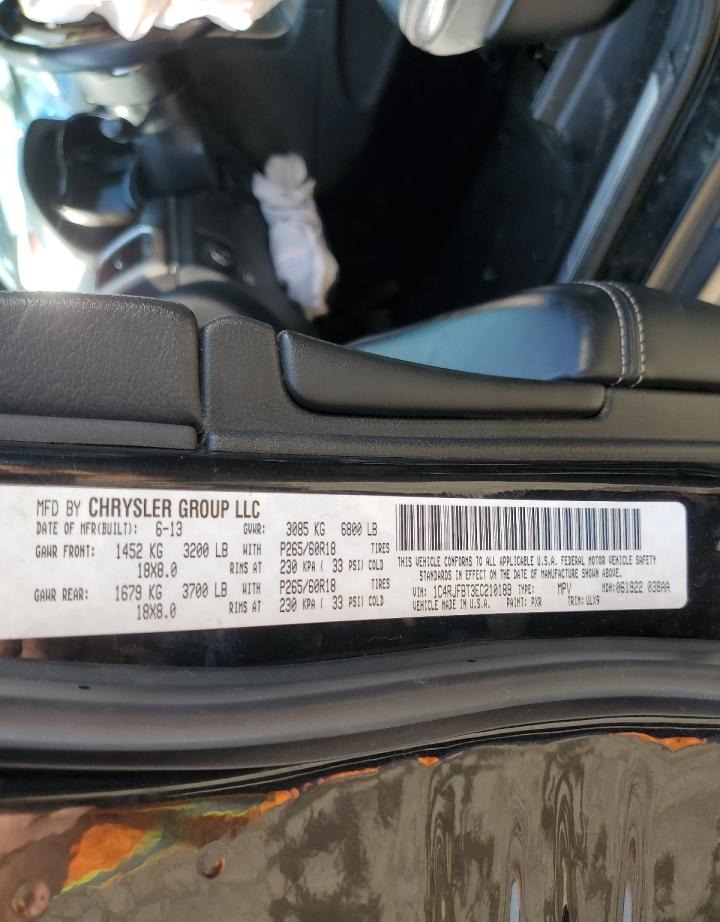 MFD BY CHRYSLER GROUP LLC
DATE OF MFR(BUILT): 6-13 GVWR: 3085 KG 6800 LB
GAWR FRONT: 1452 KG 3200 LB WITH P265/60R18 TIRES
18X8.0 RIMS AT 230 KPA ( 33 PSI) COLD
GAWR REAR: 1679 KG 3700 LB WITH P265/60R18 TIRES
18X8.0 RIMS AT 230 KPA ( 33 PSI) COLD
THIS VEHICLE CONFORMS TO ALL APPLICABLE U.S.A. FEDERAL MOTOR VEHICLE SAFETY
STANDARDS IN EFFECT ON THE DATE OF MANUFACTURE SHOWN ABOVE.
VIN: 1C4RJFBT3EC210189 TYPE: MPV MDH:061922 038AA
VEHICLE MADE IN U.S.A. PAINT: PXR TRIM: ULX9